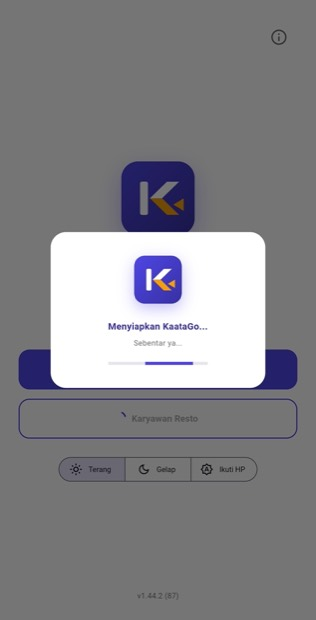 Menyiapkan KaataGo...
Sebentar ya...
Karyawan Resto
Terang
Gelap
Ikuti HP
v1.44.2 (87)